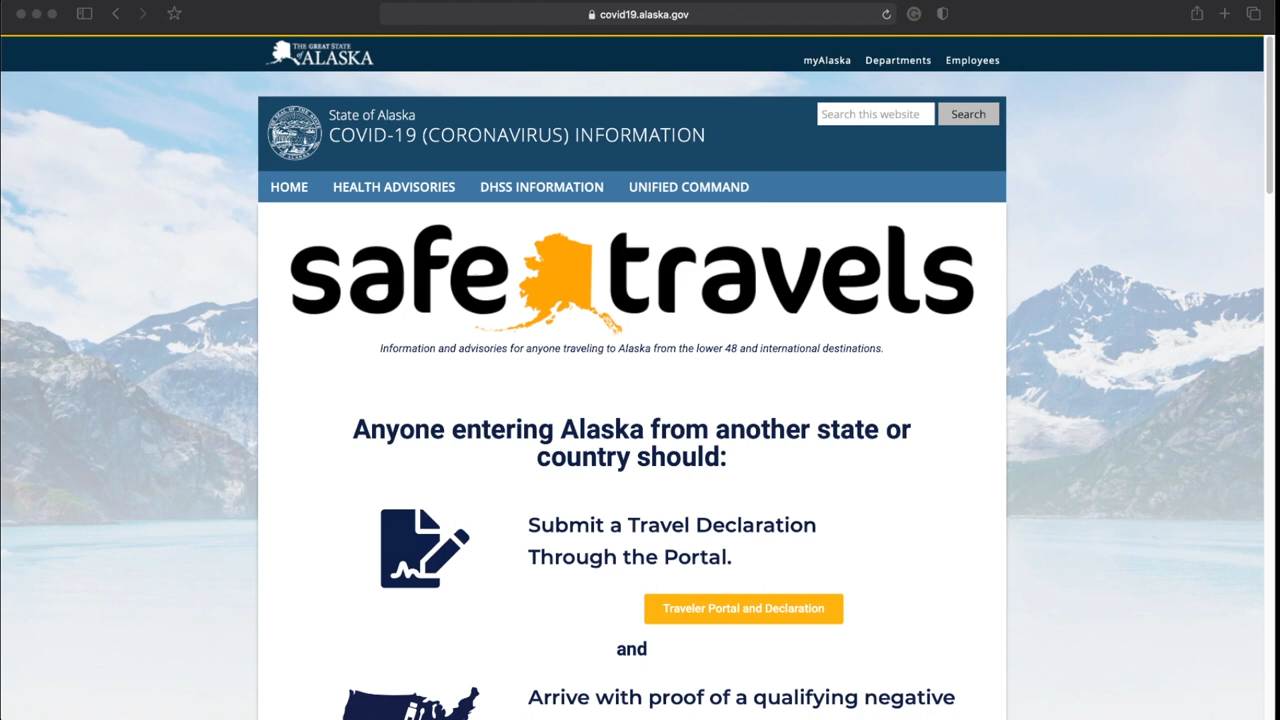 covid19.alaska.gov
THE GREAT STATE
of ALASKA
myAlaska Departments Employees
State of Alaska
COVID-19 (CORONAVIRUS) INFORMATION
Search this website Search
HOME HEALTH ADVISORIES DHSS INFORMATION UNIFIED COMMAND
safe travels
Information and advisories for anyone traveling to Alaska from the lower 48 and international destinations.
Anyone entering Alaska from another state or
country should:
Submit a Travel Declaration
Through the Portal.
Traveler Portal and Declaration
and
Arrive with proof of a qualifying negative